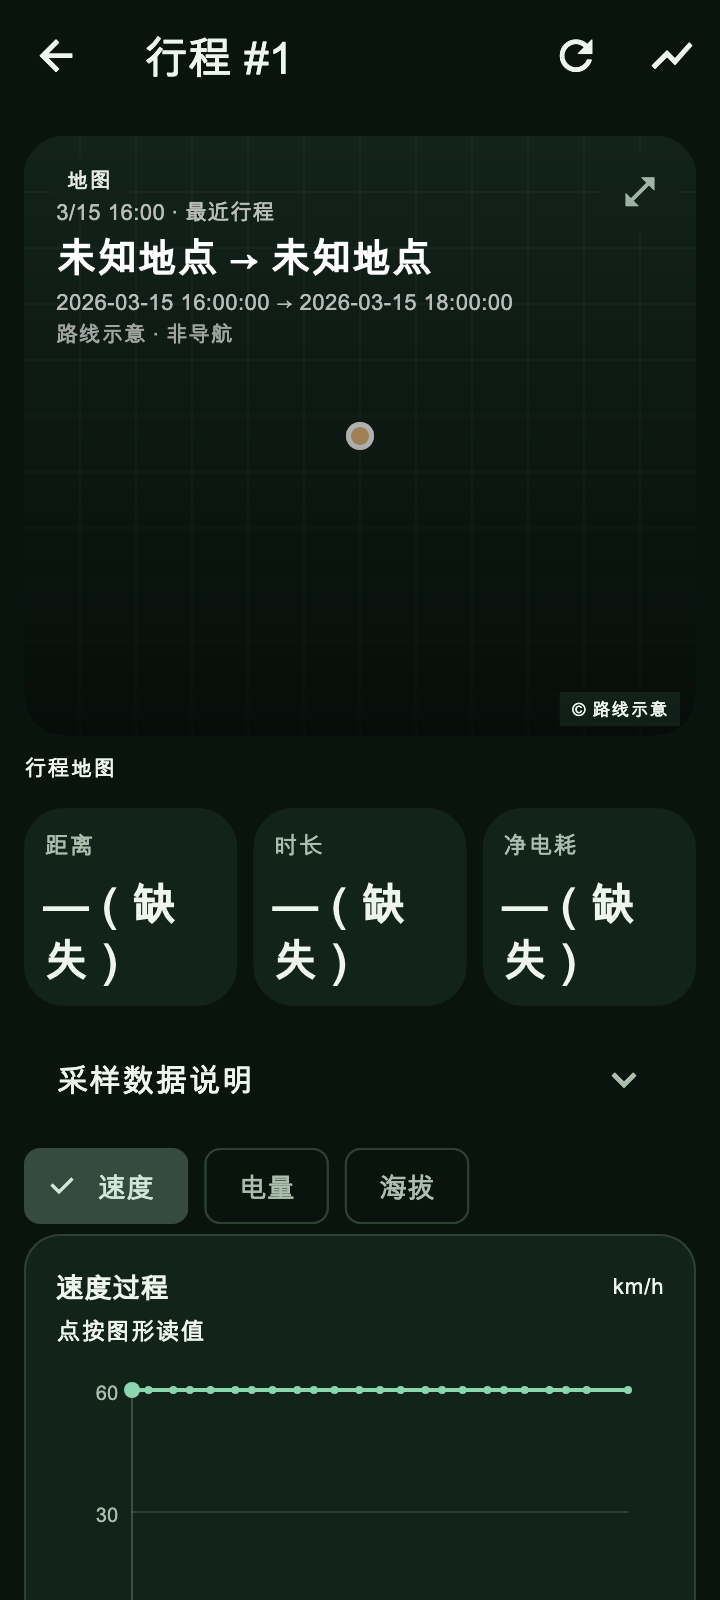 行程 #1
地图
3/15 16:00 · 最近行程
未知地点 → 未知地点
2026-03-15 16:00:00 → 2026-03-15 18:00:00
路线示意 · 非导航
© 路线示意
行程地图
距离
—(缺
失)
时长
—(缺
失)
净电耗
—(缺
失)
采样数据说明
速度
电量
海拔
速度过程
km/h
点按图形读值
60
30